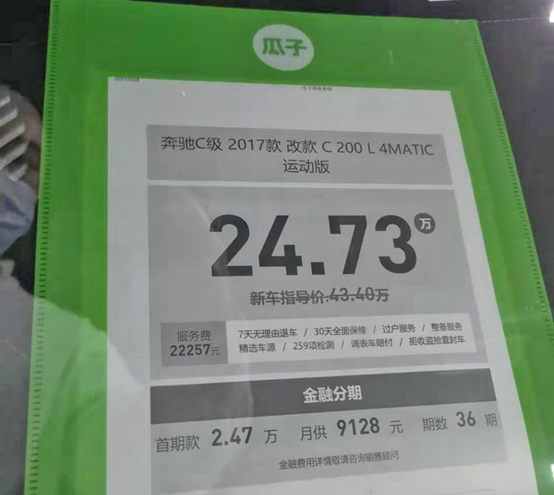 瓜子
奔驰C级 2017款 改款 C 200 L 4MATIC
运动版
24.73万
新车指导价:43.40万
服务费
22257元
7天无理由退车 / 30天全面保修 / 过户服务 / 整备服务
精选车源 / 259项检测 / 调表车赔付 / 拒收盗抢查封车
金融分期
首期款 2.47 万 月供 9128 元 期数 36 期
金融费用详情敬请咨询销售顾问